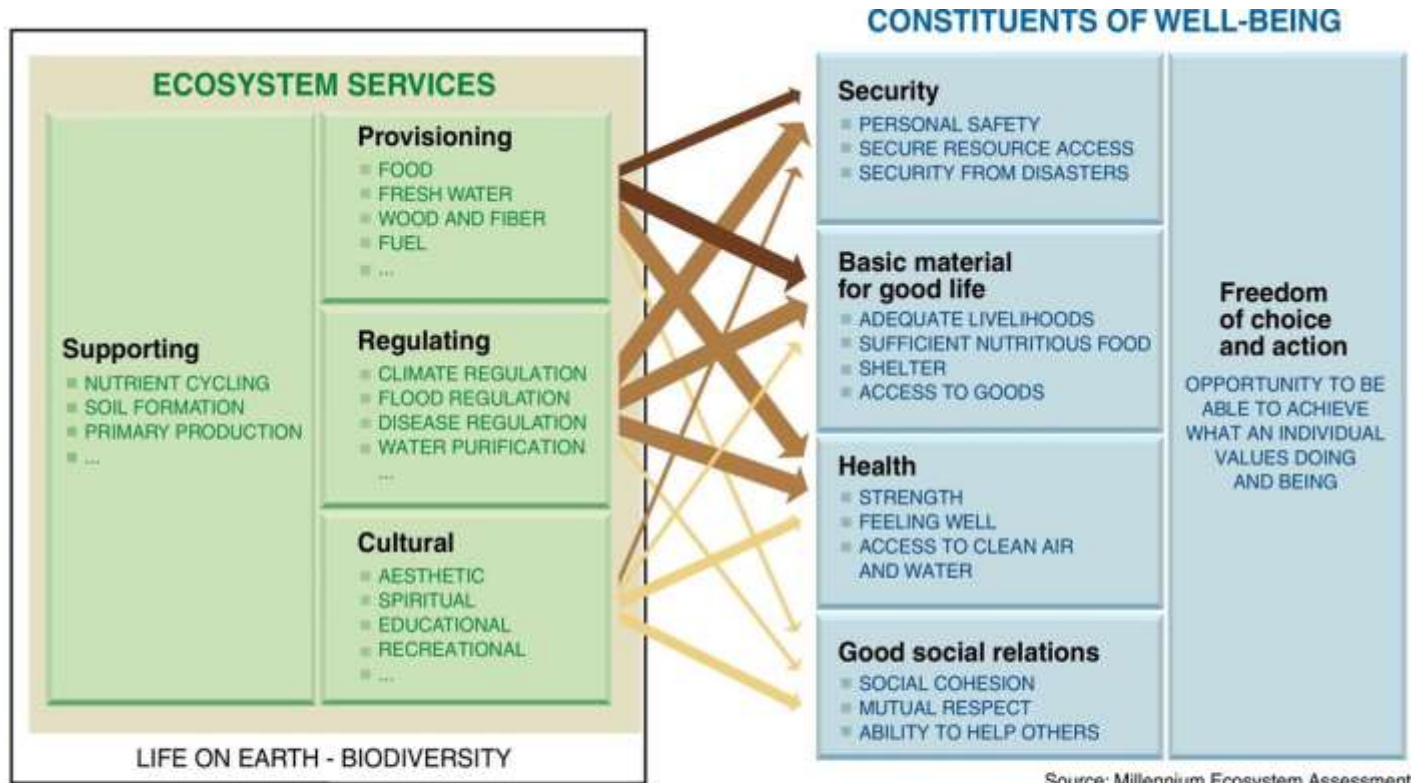 CONSTITUENTS OF WELL-BEING
ECOSYSTEM SERVICES
Supporting
NUTRIENT CYCLING
SOIL FORMATION
PRIMARY PRODUCTION
...
Provisioning
FOOD
FRESH WATER
WOOD AND FIBER
FUEL
...
Regulating
CLIMATE REGULATION
FLOOD REGULATION
DISEASE REGULATION
WATER PURIFICATION
...
Cultural
AESTHETIC
SPIRITUAL
EDUCATIONAL
RECREATIONAL
...
LIFE ON EARTH - BIODIVERSITY
Security
PERSONAL SAFETY
SECURE RESOURCE ACCESS
SECURITY FROM DISASTERS
Basic material
for good life
ADEQUATE LIVELIHOODS
SUFFICIENT NUTRITIOUS FOOD
SHELTER
ACCESS TO GOODS
Health
STRENGTH
FEELING WELL
ACCESS TO CLEAN AIR
AND WATER
Good social relations
SOCIAL COHESION
MUTUAL RESPECT
ABILITY TO HELP OTHERS
Freedom
of choice
and action
OPPORTUNITY TO BE
ABLE TO ACHIEVE
WHAT AN INDIVIDUAL
VALUES DOING
AND BEING
Source: Millennium Ecosystem Assessment